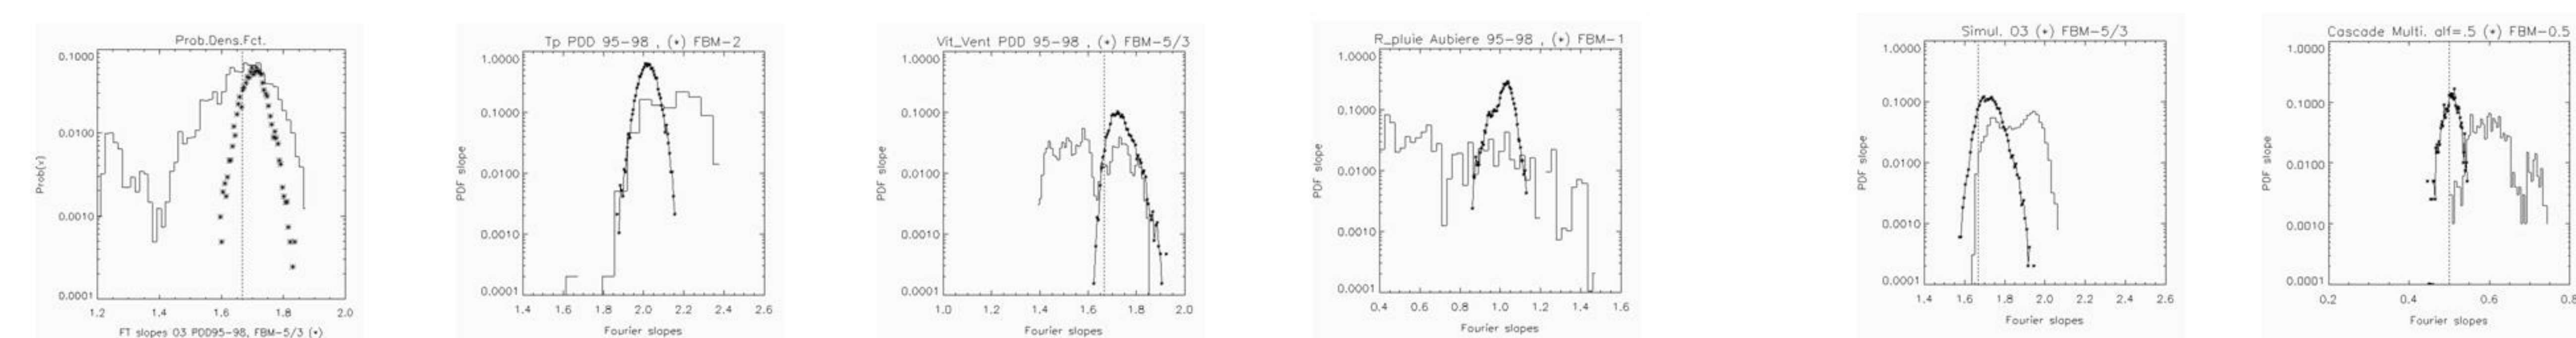 Prob.Dens.Fct.
Prob(x)
0.1000
0.0100
0.0010
0.0001
1.2 1.4 1.6 1.8 2.0
FT slopes O3 PDD95-98, FBM-5/3 (*)
Tp PDD 95-98 , (*) FBM-2
PDF slope
1.0000
0.1000
0.0100
0.0010
0.0001
1.4 1.6 1.8 2.0 2.2 2.4 2.6
Fourier slopes
Vit_Vent PDD 95-98 , (*) FBM-5/3
PDF slope
1.0000
0.1000
0.0100
0.0010
0.0001
1.0 1.2 1.4 1.6 1.8 2.0
Fourier slopes
R_pluie Aubiere 95-98 , (*) FBM-1
PDF slope
1.0000
0.1000
0.0100
0.0010
0.0001
0.4 0.6 0.8 1.0 1.2 1.4 1.6
Fourier slopes
Simul. O3 (*) FBM-5/3
PDF slope
1.0000
0.1000
0.0100
0.0010
0.0001
1.4 1.6 1.8 2.0 2.2 2.4 2.6
Fourier slopes
Cascade Multi. alf=.5 (*) FBM-0.5
PDF slope
1.0000
0.1000
0.0100
0.0010
0.0001
0.2 0.4 0.6 0.8
Fourier slopes